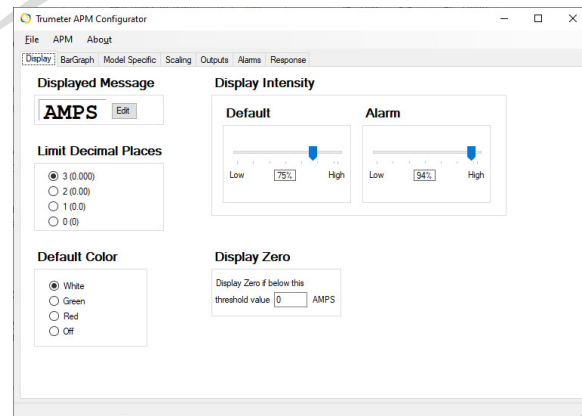 Trumeter APM Configurator
File APM About
Display BarGraph Model Specific Scaling Outputs Alarms Response
Displayed Message
AMPS Edit
Limit Decimal Places
3 (0.000)
2 (0.00)
1 (0.0)
0 (0)
Default Color
White
Green
Red
Off
Display Intensity
Default
Low 75% High
Alarm
Low 94% High
Display Zero
Display Zero if below this
threshold value 0 AMPS